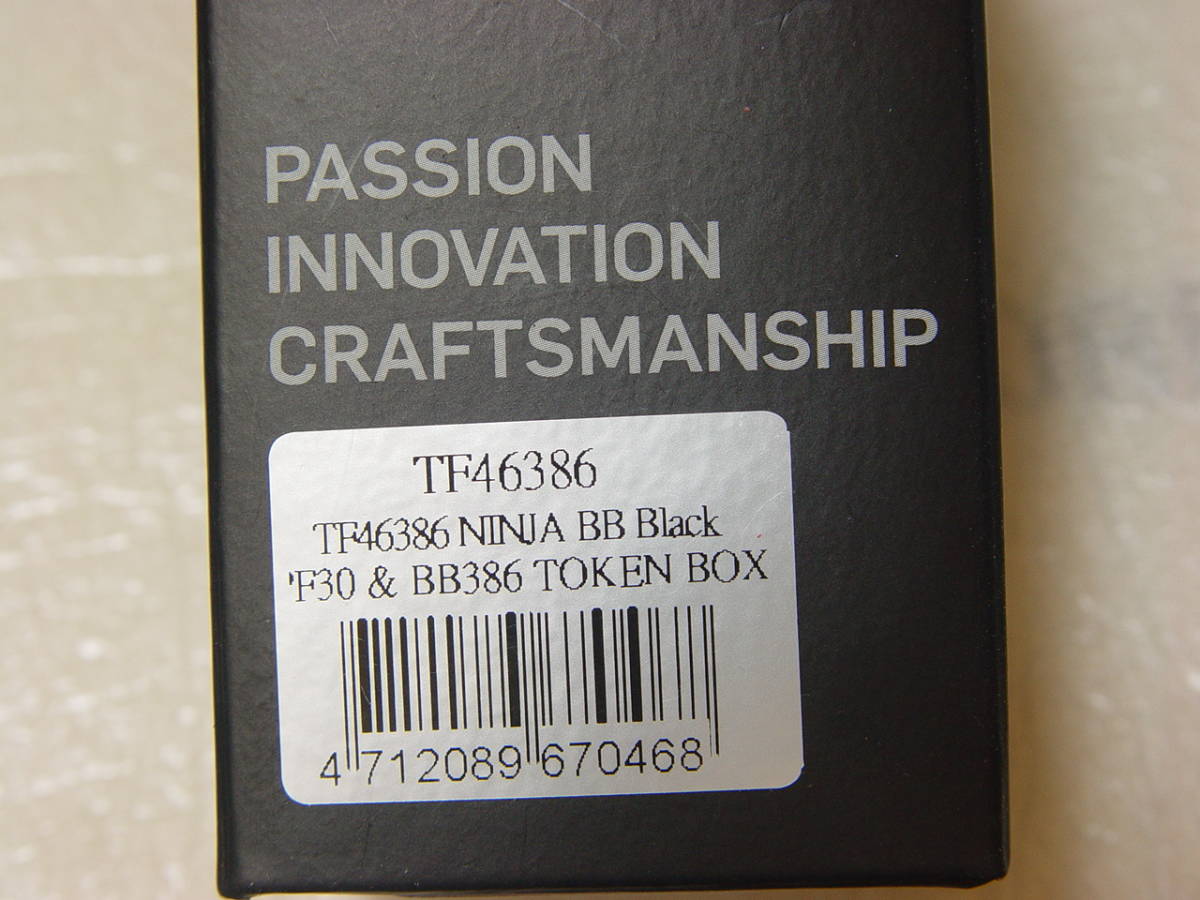 PASSION
INNOVATION
CRAFTSMANSHIP
TF46386
TF46386 NINJA BB Black
'F30 & BB386 TOKEN BOX
4 712089 670468